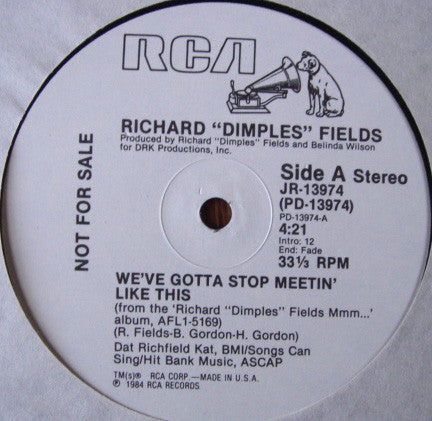 RCA
RICHARD "DIMPLES" FIELDS
Produced by Richard "Dimples" Fields and Belinda Wilson
for DRK Productions, Inc.
NOT FOR SALE
Side A Stereo
JR-13974
(PD-13974)
PD-13974-A
4:21
Intro: 12
End: Fade
33⅓ RPM
WE'VE GOTTA STOP MEETIN'
LIKE THIS
(from the 'Richard "Dimples" Fields Mmm...'
album, AFL1-5169)
(R. Fields-B. Gordon-H. Gordon)
Dat Richfield Kat, BMI/Songs Can
Sing/Hit Bank Music, ASCAP
TM(s)® RCA CORP —MADE IN U.S.A.
Ⓟ 1984 RCA RECORDS